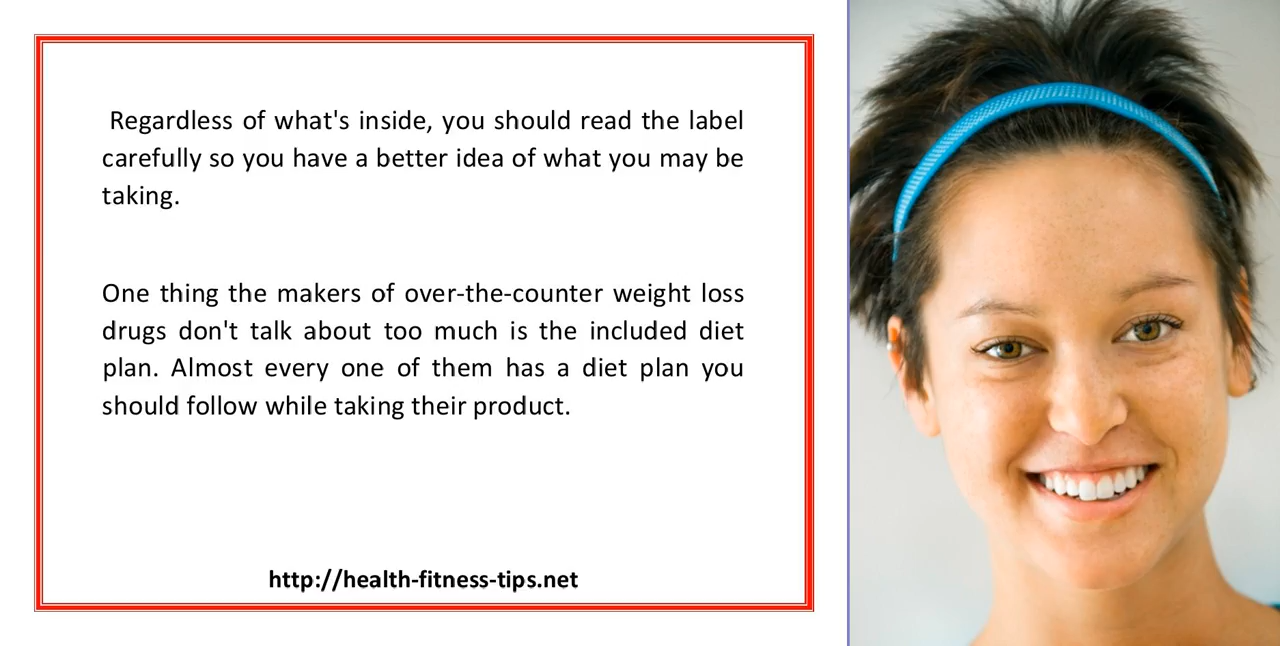 Regardless of what's inside, you should read the label
carefully so you have a better idea of what you may be
taking.
One thing the makers of over-the-counter weight loss
drugs don't talk about too much is the included diet
plan. Almost every one of them has a diet plan you
should follow while taking their product.
http://health-fitness-tips.net